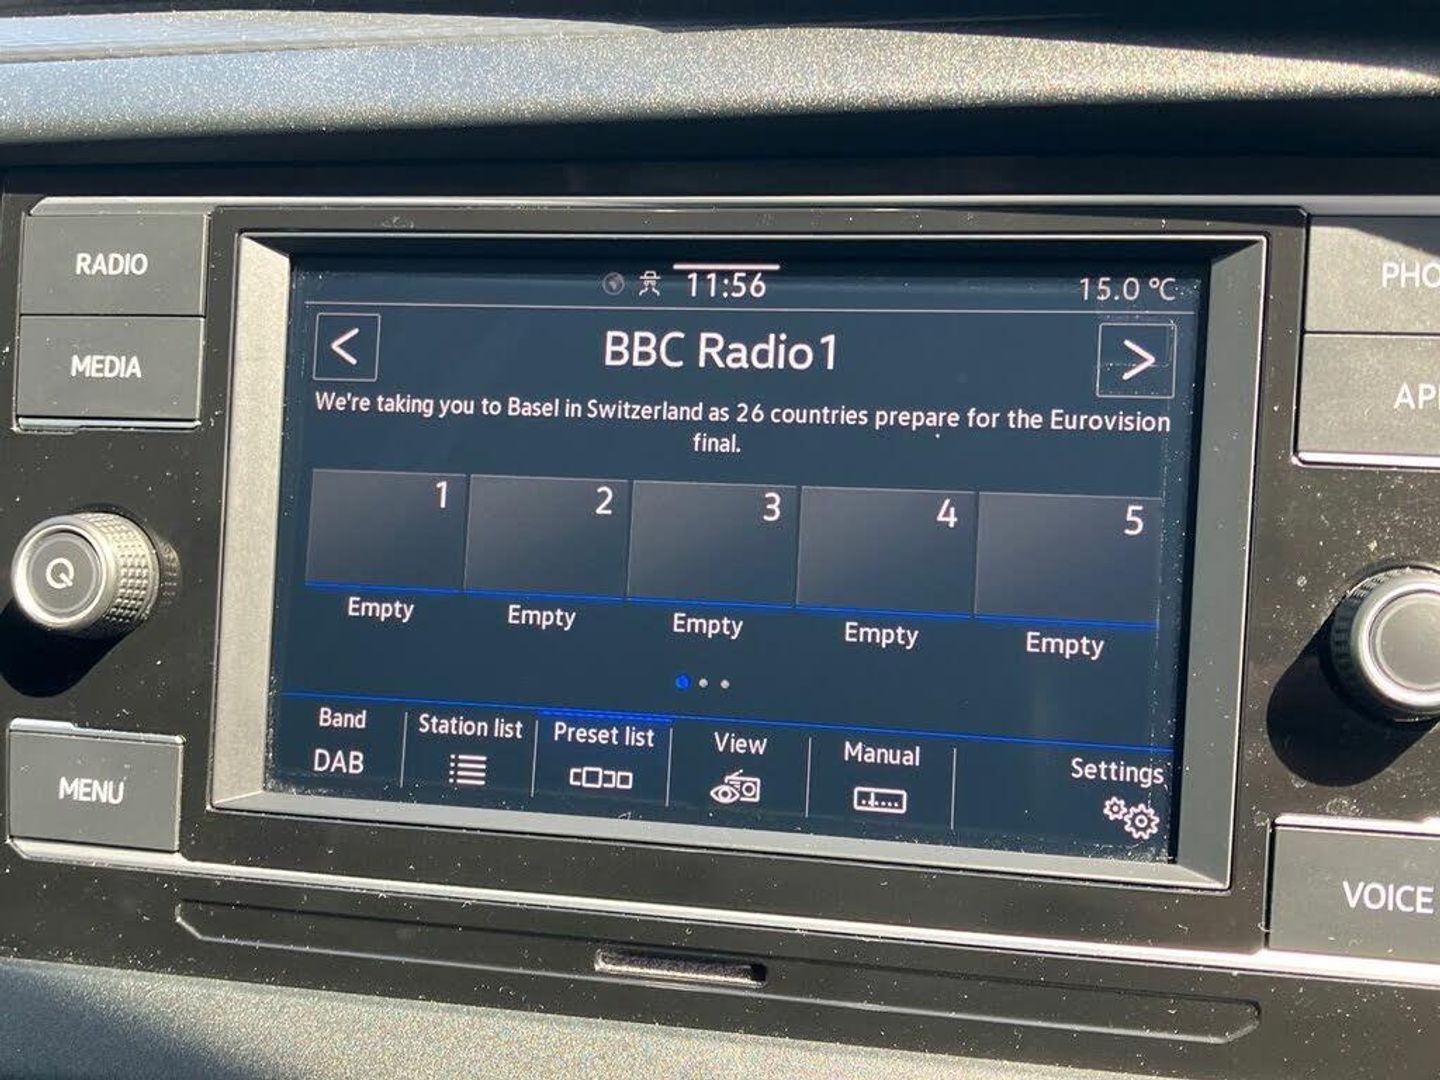 RADIO
MEDIA
MENU
11:56
15.0 °C
BBC Radio1
We're taking you to Basel in Switzerland as 26 countries prepare for the Eurovision
final.
1 2 3 4 5
Empty Empty Empty Empty Empty
Band Station list Preset list View Manual Settings
DAB
VOICE